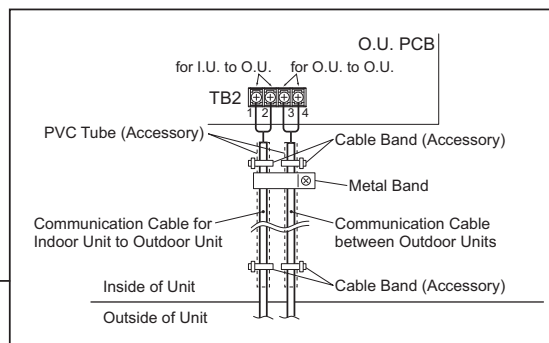 O.U. PCB
for I.U. to O.U. for O.U. to O.U.
TB2
1 2 3 4
PVC Tube (Accessory)
Cable Band (Accessory)
Metal Band
Communication Cable for
Indoor Unit to Outdoor Unit
Communication Cable
between Outdoor Units
Inside of Unit
Cable Band (Accessory)
Outside of Unit